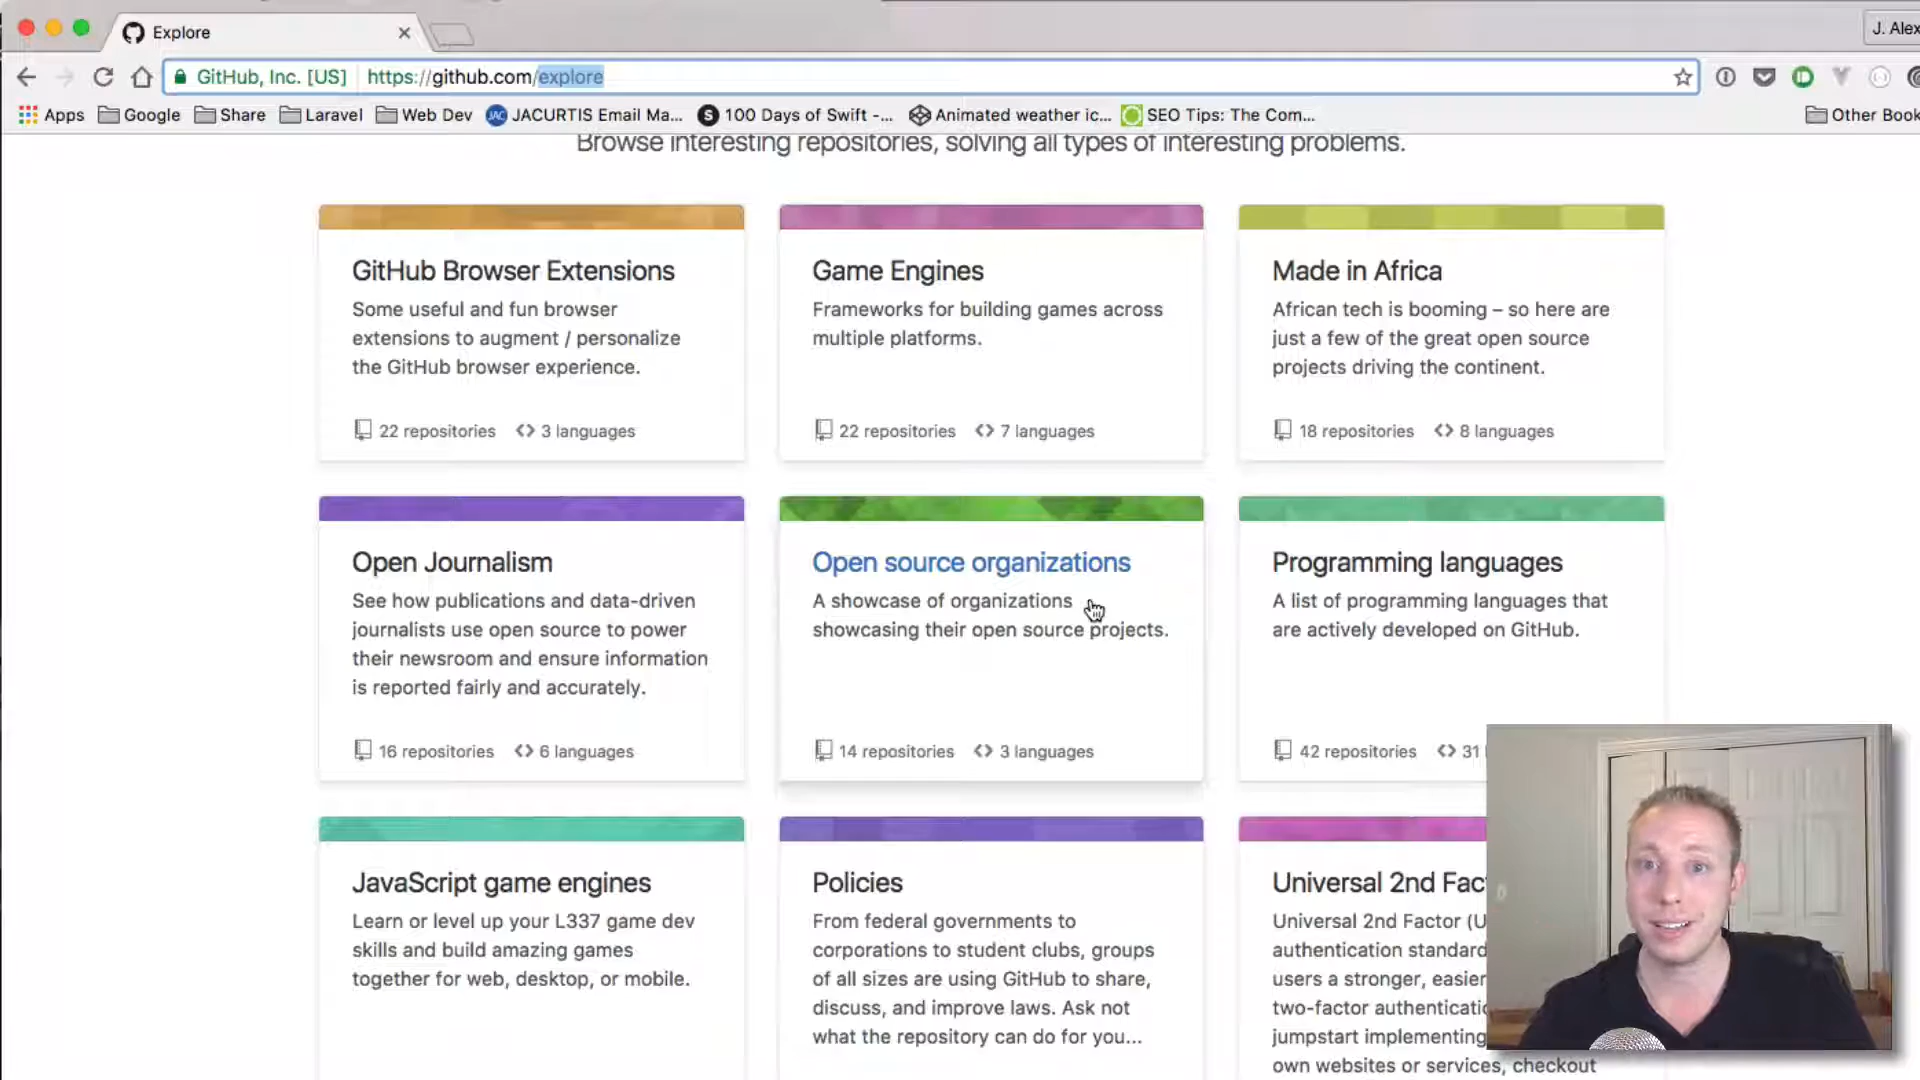 Explore
J. Alex
GitHub, Inc. [US] https://github.com/explore
Apps Google Share Laravel Web Dev JACURTIS Email Ma... 100 Days of Swift -... Animated weather ic... SEO Tips: The Com... Other Book
Browse interesting repositories, solving all types of interesting problems.
GitHub Browser Extensions
Some useful and fun browser
extensions to augment / personalize
the GitHub browser experience.
22 repositories 3 languages
Game Engines
Frameworks for building games across
multiple platforms.
22 repositories 7 languages
Made in Africa
African tech is booming – so here are
just a few of the great open source
projects driving the continent.
18 repositories 8 languages
Open Journalism
See how publications and data-driven
journalists use open source to power
their newsroom and ensure information
is reported fairly and accurately.
16 repositories 6 languages
Open source organizations
A showcase of organizations
showcasing their open source projects.
14 repositories 3 languages
Programming languages
A list of programming languages that
are actively developed on GitHub.
42 repositories 31
JavaScript game engines
Learn or level up your L337 game dev
skills and build amazing games
together for web, desktop, or mobile.
Policies
From federal governments to
corporations to student clubs, groups
of all sizes are using GitHub to share,
discuss, and improve laws. Ask not
what the repository can do for you...
Universal 2nd Fac
Universal 2nd Factor (U
authentication standard
users a stronger, easier
two-factor authenticatio
jumpstart implementing
own websites or services, checkout